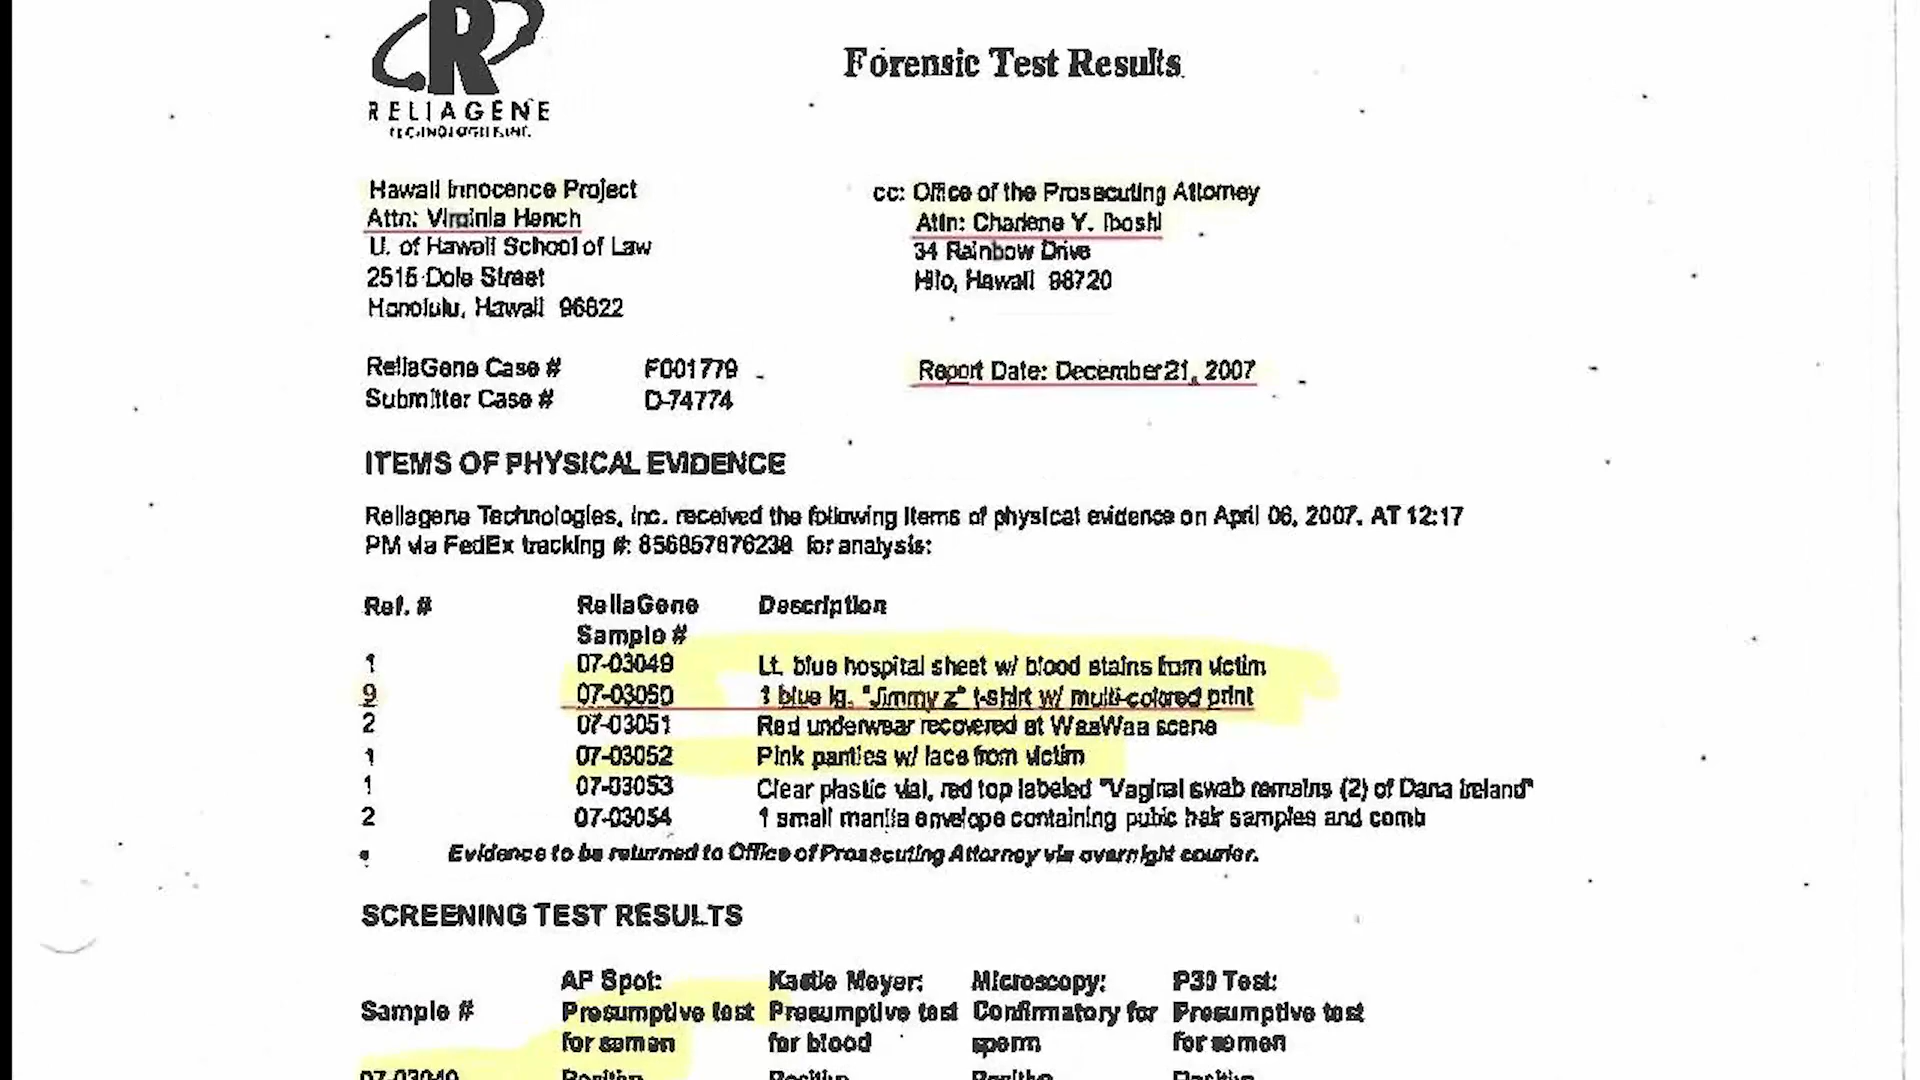 R
RELIAGENE
TECHNOLOGIES, INC.
Forensic Test Results
Hawaii Innocence Project
Attn: Virginia Hench
U. of Hawaii School of Law
2515 Dole Street
Honolulu, Hawaii 96822
cc: Office of the Prosecuting Attorney
Attn: Charlene Y. Iboshi
34 Rainbow Drive
Hilo, Hawaii 98720
ReliaGene Case # F001779
Submitter Case # D-74774
Report Date: December 21, 2007
ITEMS OF PHYSICAL EVIDENCE
Reliagene Technologies, Inc. received the following items of physical evidence on April 06, 2007, AT 12:17
PM via FedEx tracking #: 856857876238 for analysis:
Ref. # ReliaGene Description
Sample #
1 07-03049 Lt. blue hospital sheet w/ blood stains from victim
9 07-03050 1 blue lg. "Jimmy z" t-shirt w/ multi-colored print
2 07-03051 Red underwear recovered at WaaWaa scene
1 07-03052 Pink panties w/ lace from victim
1 07-03053 Clear plastic vial, red top labeled "Vaginal swab remains (2) of Dana Ireland"
2 07-03054 1 small manila envelope containing pubic hair samples and comb
• Evidence to be returned to Office of Prosecuting Attorney via overnight courier.
SCREENING TEST RESULTS
AP Spot: Kastle Meyer: Microscopy: P30 Test:
Sample # Presumptive test Presumptive test Confirmatory for Presumptive test
for semen for blood sperm for semen
07-03049 Positive Positive Positive Positive